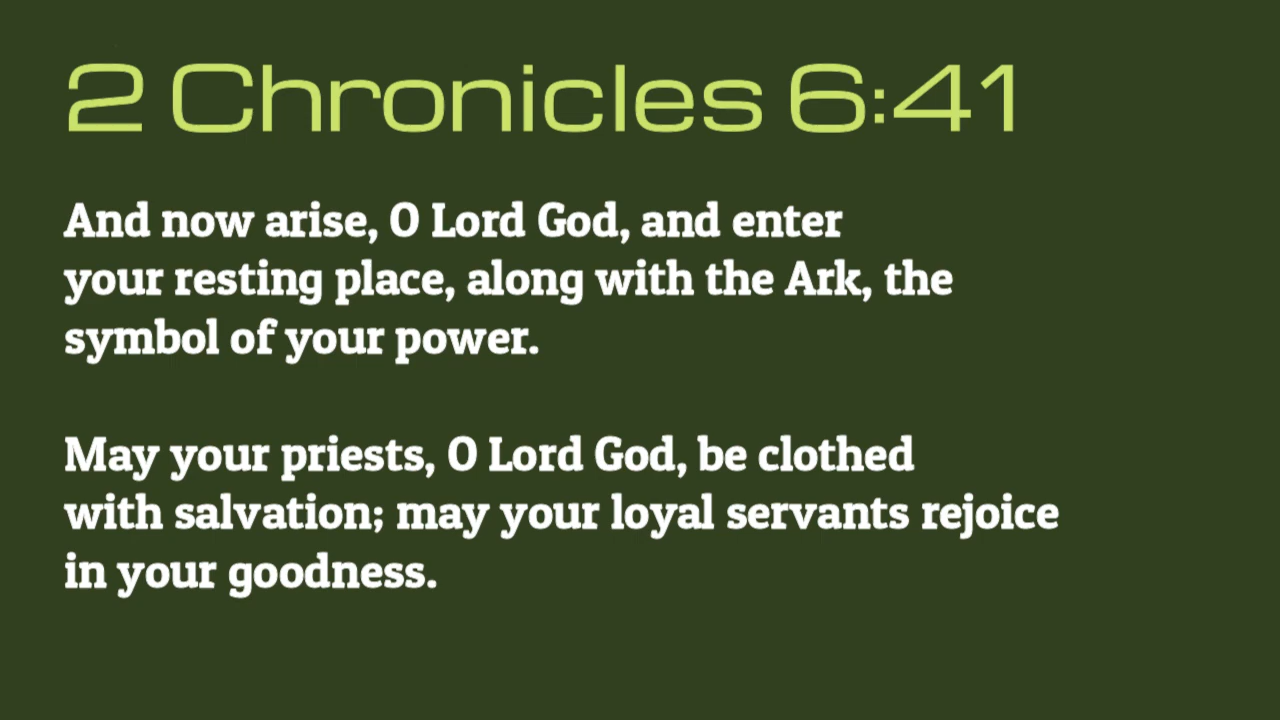 2 Chronicles 6:41
And now arise, O Lord God, and enter
your resting place, along with the Ark, the
symbol of your power.
May your priests, O Lord God, be clothed
with salvation; may your loyal servants rejoice
in your goodness.